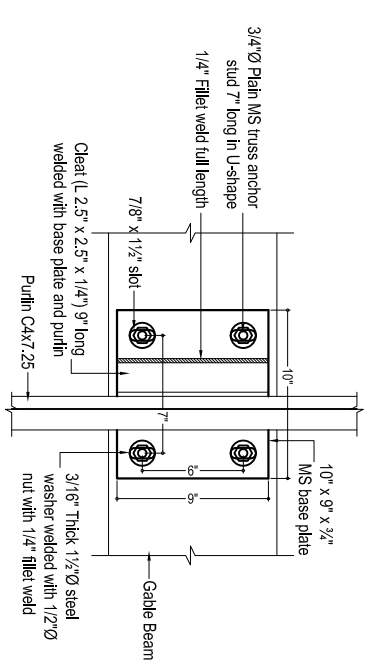 3/4"Ø Plain MS truss anchor
stud 7" long in U-shape
1/4" Fillet weld full length
7/8" x 1½" slot
Cleat (L 2.5" x 2.5" x 1/4") 9" long
welded with base plate and purlin
Purlin C4x7.25
10"
7"
6"
9"
10" x 9" x ¾"
MS base plate
3/16" Thick 1½"Ø steel
washer welded with 1/2"Ø
nut with 1/4" fillet weld
Gable Beam